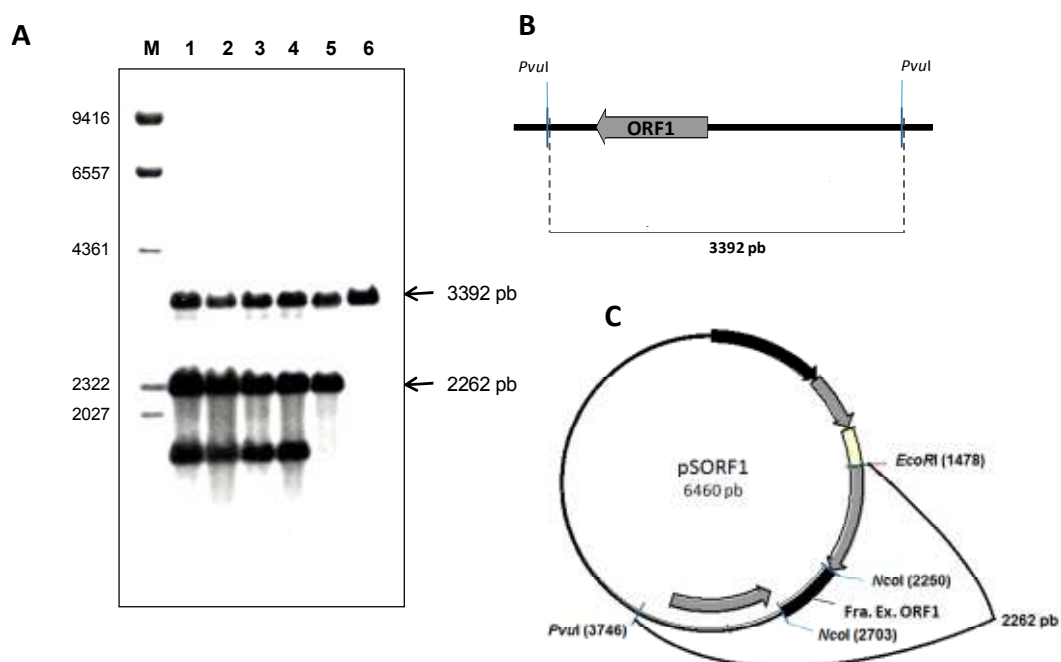 A
M 1 2 3 4 5 6
9416
6557
4361
2322
2027
3392 pb
2262 pb
B
PvuI PvuI
ORF1
3392 pb
C
pSORF1
6460 pb
EcoRI (1478)
NcoI (2250)
Fra. Ex. ORF1
NcoI (2703)
PvuI (3746)
2262 pb